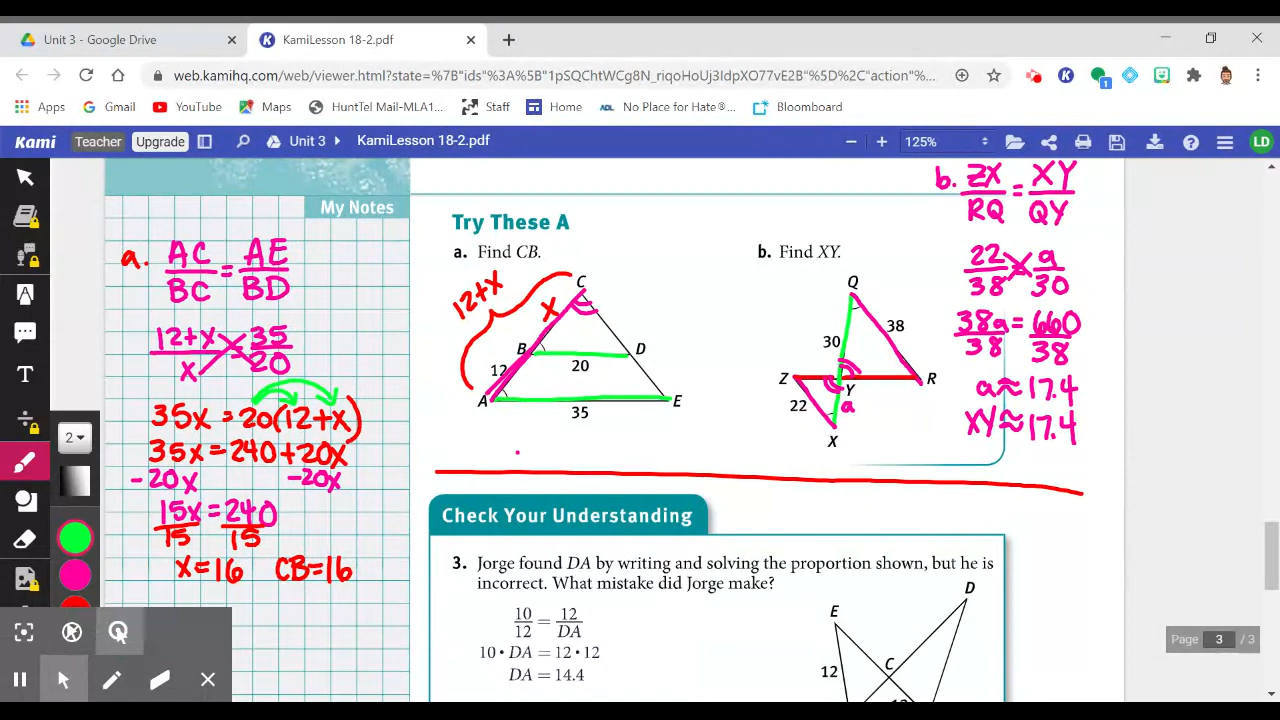 Unit 3 - Google Drive
KamiLesson 18-2.pdf
web.kamihq.com/web/viewer.html?state=%7B"ids"%3A%5B"1pSQChtWCg8N_riqoHoUj3IdpXO77vE2B"%5D%2C"action"%...
Apps Gmail YouTube Maps HuntTel Mail-MLA1... Staff Home ADL No Place for Hate®... Bloomboard
1
Kami Teacher Upgrade Unit 3 KamiLesson 18-2.pdf 125% LD
My Notes
a. AC/BC = AE/BD
12+x/x = 35/20
35x = 20(12+x)
35x = 240+20x
-20x -20x
15x = 240
15 15
x=16 CB=16
Try These A
a. Find CB.
12+x
x
C
B
D
12
20
A
E
35
b. Find XY.
Q
30
38
Z
Y
R
22
a
X
b. ZX/RQ = XY/QY
22/38 = a/30
38a/38 = 660/38
a≈17.4
XY≈17.4
Check Your Understanding
3. Jorge found DA by writing and solving the proportion shown, but he is
incorrect. What mistake did Jorge make?
10/12 = 12/DA
10 • DA = 12 • 12
DA = 14.4
E
D
C
12
T
2
Page 3 / 3